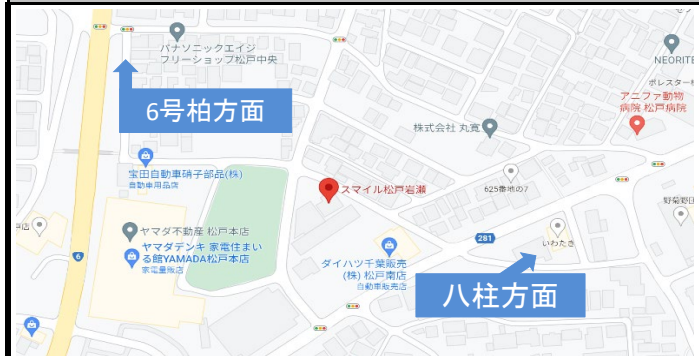 パナソニックエイジ
フリーショップ松戸中央
NEORITE
ポレスター
アニファ動物
病院 松戸病院
6号柏方面
株式会社 丸寛
宝田自動車硝子部品(株)
自動車用品店
スマイル松戸岩瀬
625番地の7
野菊野団
ヤマダ不動産 松戸本店
戸店
ヤマダデンキ 家電住まい
る館YAMADA松戸本店
家電量販店
281
いわたき
6
ダイハツ千葉販売
(株) 松戸南店
自動車販売店
八柱方面